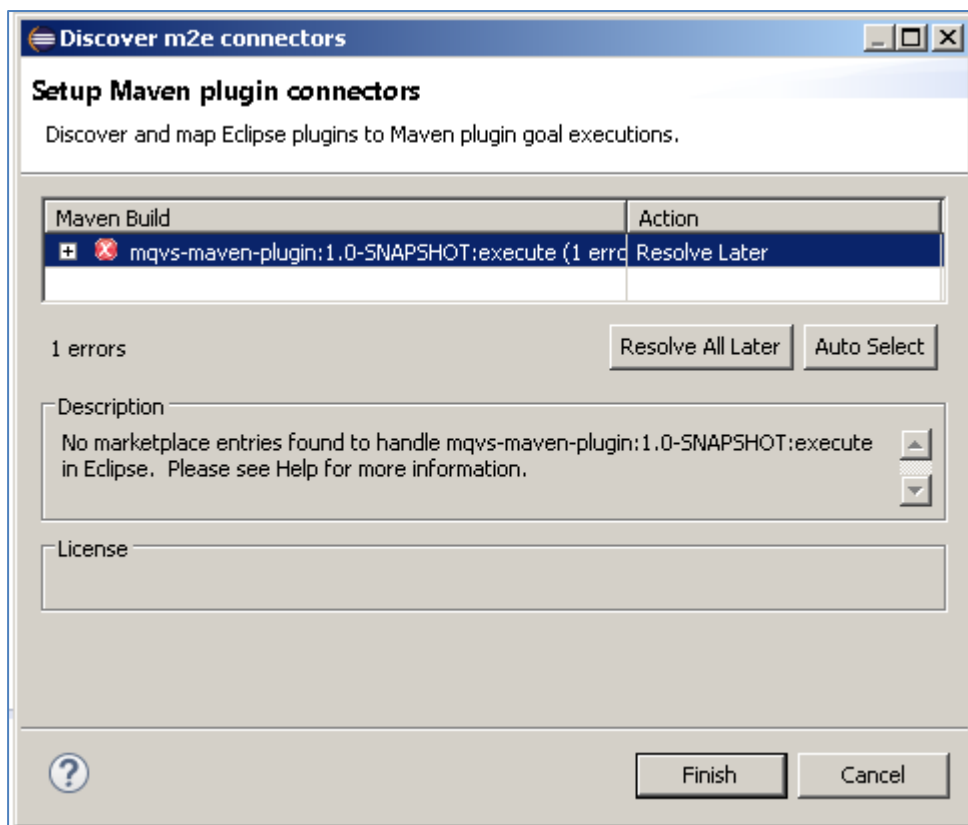 Discover m2e connectors
Setup Maven plugin connectors
Discover and map Eclipse plugins to Maven plugin goal executions.
Maven Build Action
mqvs-maven-plugin:1.0-SNAPSHOT:execute (1 erro Resolve Later
1 errors Resolve All Later Auto Select
Description
No marketplace entries found to handle mqvs-maven-plugin:1.0-SNAPSHOT:execute
in Eclipse.  Please see Help for more information.
License
Finish Cancel